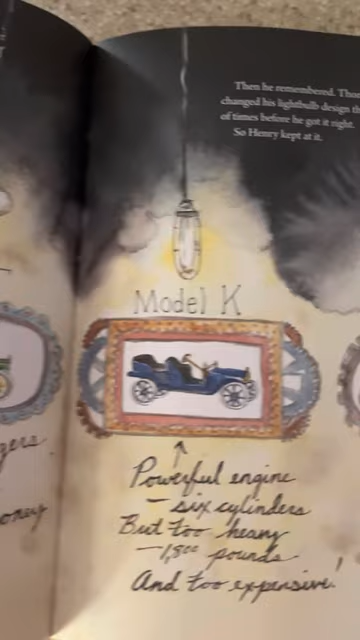 Then he remembered.
changed his lightbulb design
of times before he got it right.
So Henry kept at it.
Model K
Powerful engine
— six cylinders
But too heavy
— 1,800 pounds
And too expensive!